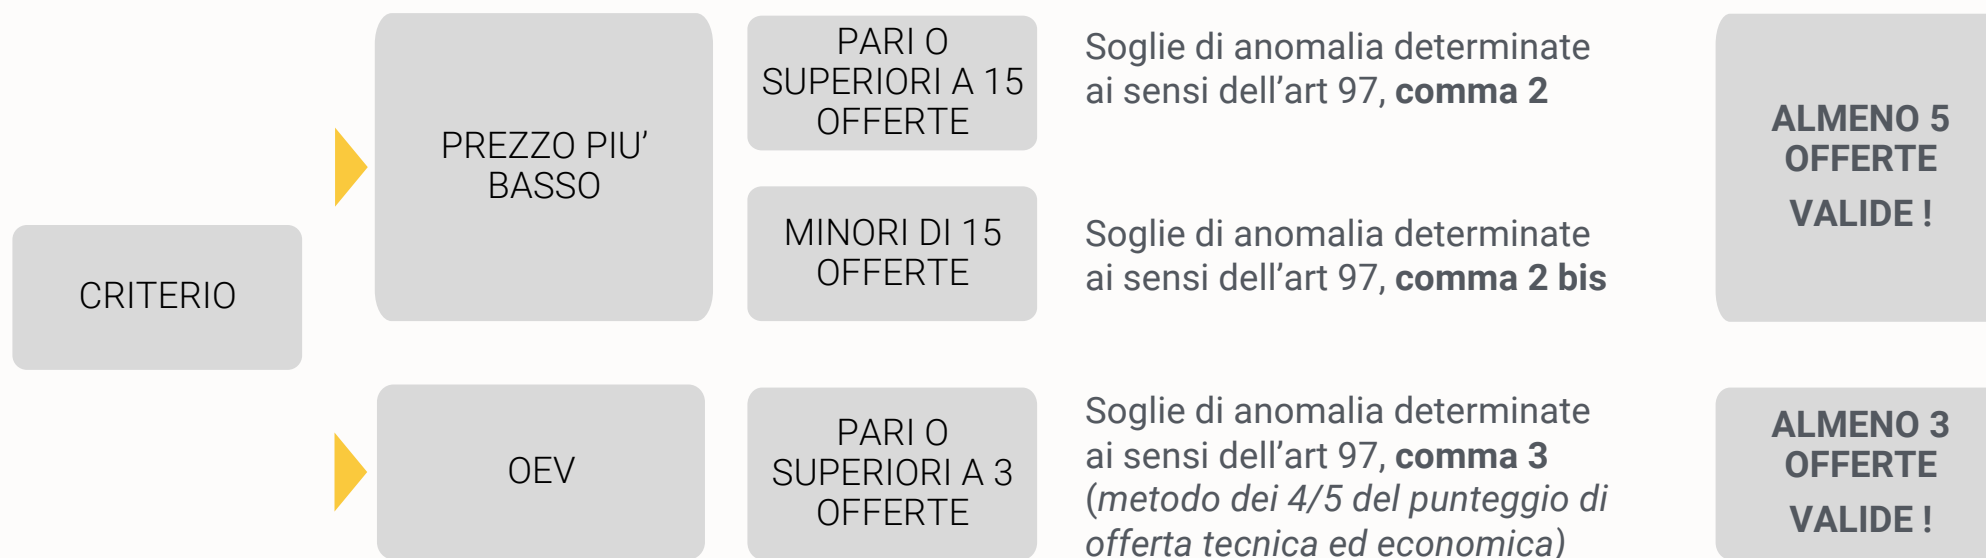 CRITERIO
PREZZO PIU’
BASSO
PARI O
SUPERIORI A 15
OFFERTE
Soglie di anomalia determinate
ai sensi dell’art 97, comma 2
MINORI DI 15
OFFERTE
Soglie di anomalia determinate
ai sensi dell’art 97, comma 2 bis
ALMENO 5
OFFERTE
VALIDE !
OEV
PARI O
SUPERIORI A 3
OFFERTE
Soglie di anomalia determinate
ai sensi dell’art 97, comma 3
(metodo dei 4/5 del punteggio di
offerta tecnica ed economica)
ALMENO 3
OFFERTE
VALIDE !